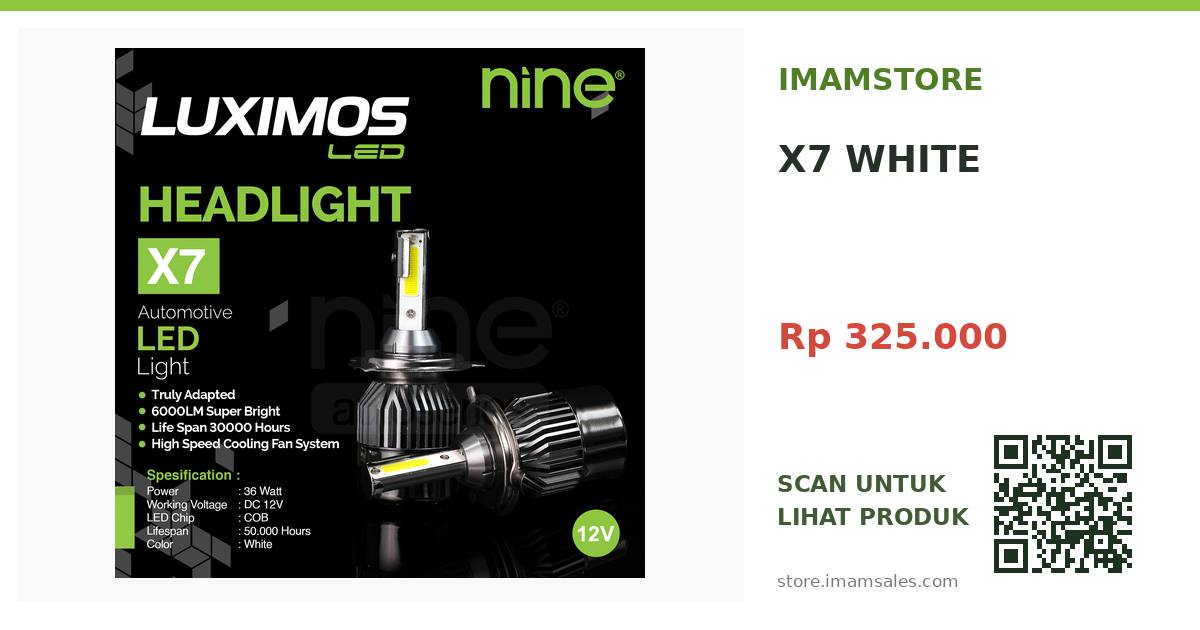 nine®
LUXIMOS
LED
HEADLIGHT
X7
Automotive
LED
Light
Truly Adapted
6000LM Super Bright
Life Span 30000 Hours
High Speed Cooling Fan System
Spesification :
Power : 36 Watt
Working Voltage : DC 12V
LED Chip : COB
Lifespan : 50.000 Hours
Color : White
nine®
12V
IMAMSTORE
X7 WHITE
Rp 325.000
SCAN UNTUK
LIHAT PRODUK
store.imamsales.com